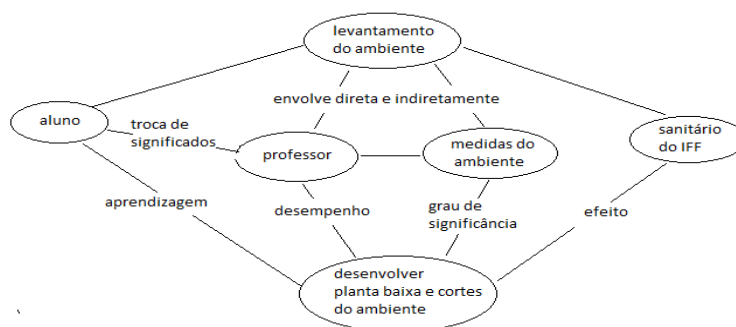 levantamento
do ambiente
envolve direta e indiretamente
aluno
troca de
significados
professor
medidas do
ambiente
sanitário
do IFF
aprendizagem
desempenho
grau de
significância
efeito
desenvolver
planta baixa e cortes
do ambiente